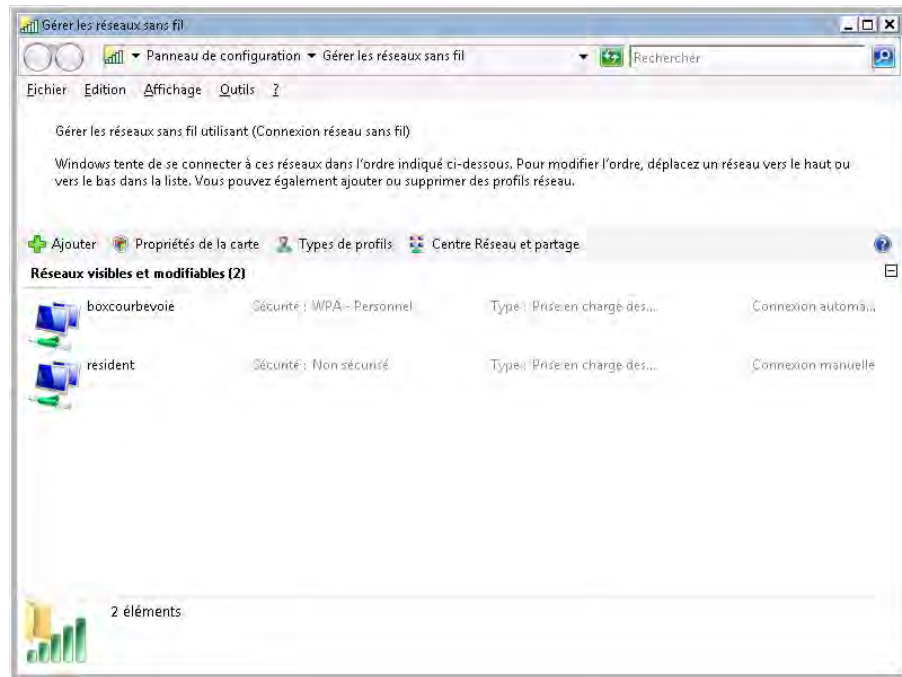 Gérer les réseaux sans fil
Panneau de configuration Gérer les réseaux sans fil Rechercher
Fichier Edition Affichage Outils ?
Gérer les réseaux sans fil utilisant (Connexion réseau sans fil)
Windows tente de se connecter à ces réseaux dans l'ordre indiqué ci-dessous. Pour modifier l'ordre, déplacez un réseau vers le haut ou
vers le bas dans la liste. Vous pouvez également ajouter ou supprimer des profils réseau.
Ajouter Propriétés de la carte Types de profils Centre Réseau et partage
Réseaux visibles et modifiables (2)
boxcourbevoie Sécurité : WPA - Personnel Type : Prise en charge des... Connexion automa...
resident Sécurité : Non sécurisé Type : Prise en charge des... Connexion manuelle
2 éléments